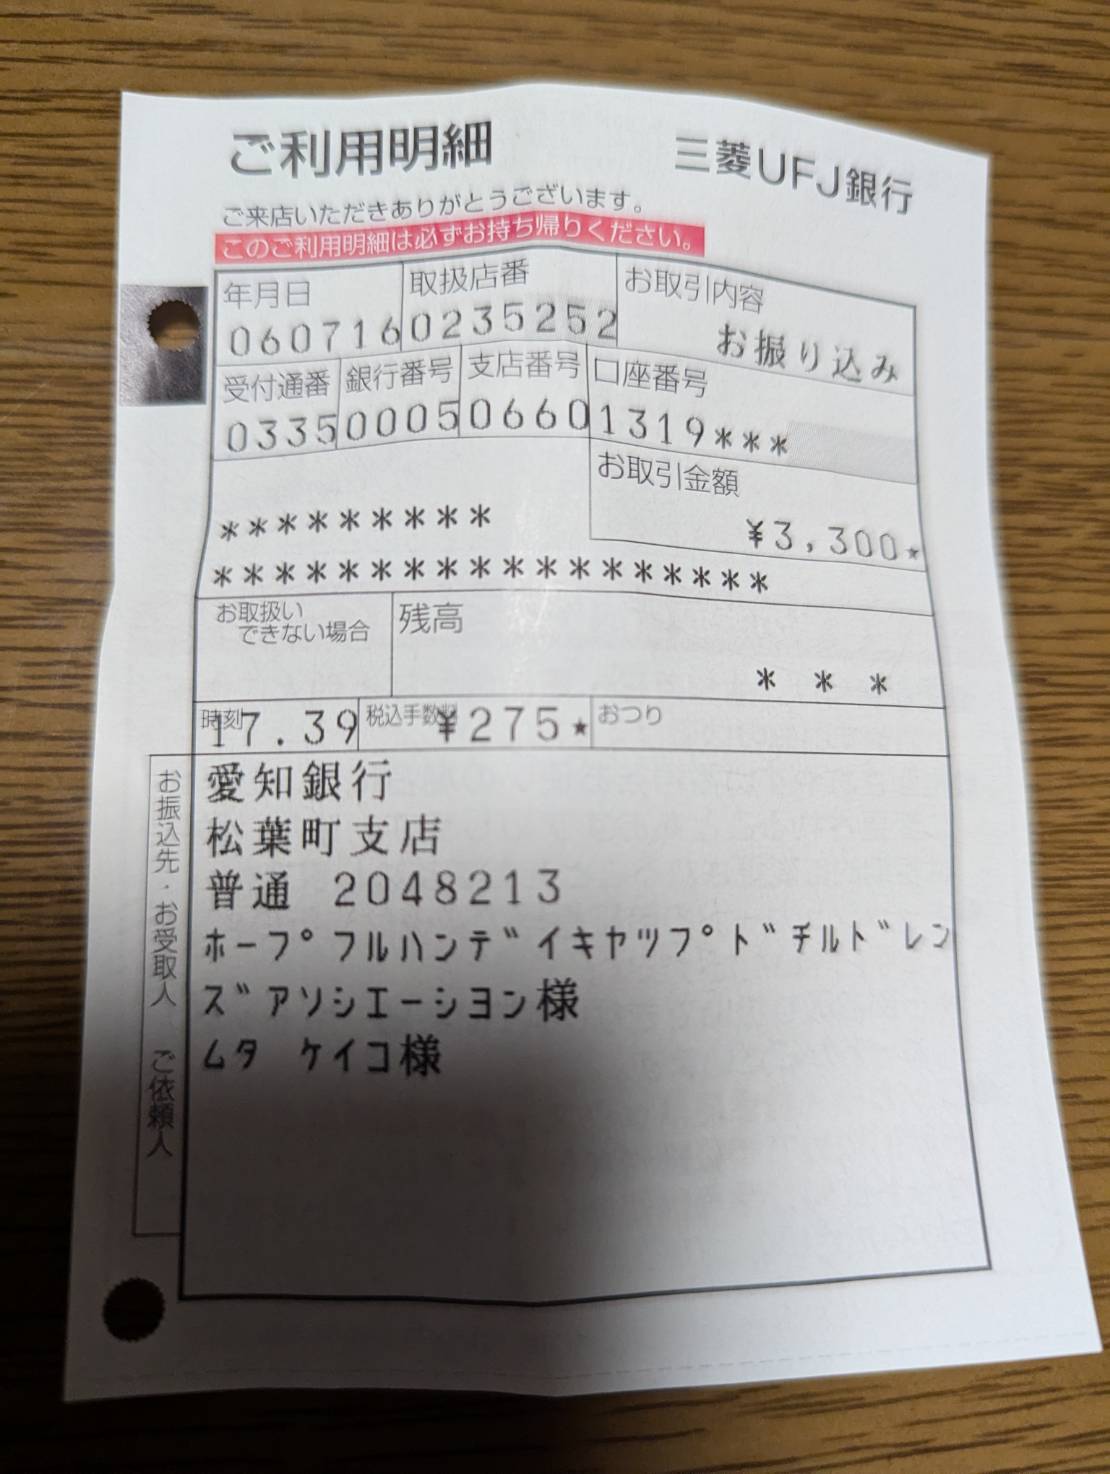 ご利用明細 三菱UFJ銀行
ご来店いただきありがとうございます。
このご利用明細は必ずお持ち帰りください。
年月日 取扱店番 お取引内容
060716 0235252 お振り込み
受付通番 銀行番号 支店番号 口座番号
0335 0005 0660 1319***
お取引金額
¥3,300★
*********
******************
お取扱い
できない場合
残高
* * *
時刻 17.39 税込手数料 ¥275★ おつり
お振込先・お受取人 ご依頼人
愛知銀行
松葉町支店
普通 2048213
ホープフルハンデイキヤツプドチルドレン
ズアソシエーシヨン様
ムタ ケイコ様